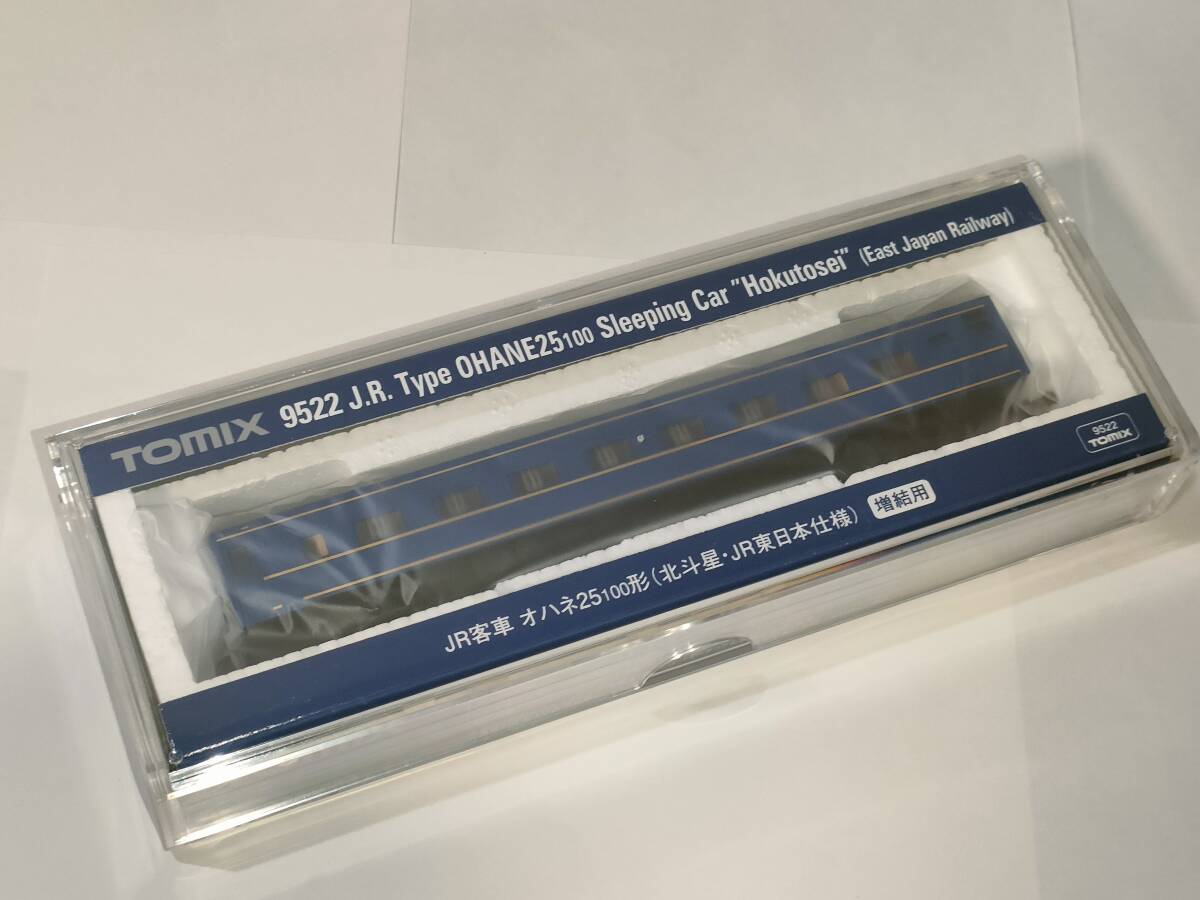 TOMIX 9522 J.R. Type OHANE25100 Sleeping Car "Hokutosei" (East Japan Railway)
9522
TOMIX
JR客車 オハネ25100形(北斗星・JR東日本仕様) 増結用